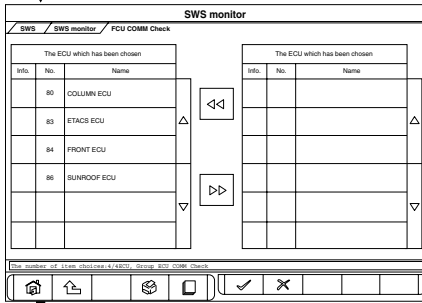 SWS monitor
SWS SWS monitor FCU COMM Check
The ECU which has been chosen
The ECU which has been chosen
Info. No. Name
Info. No. Name
80 COLUMN ECU
83 ETACS ECU
84 FRONT ECU
86 SUNROOF ECU
The number of item choices:4/4ECU, Group ECU COMM Check